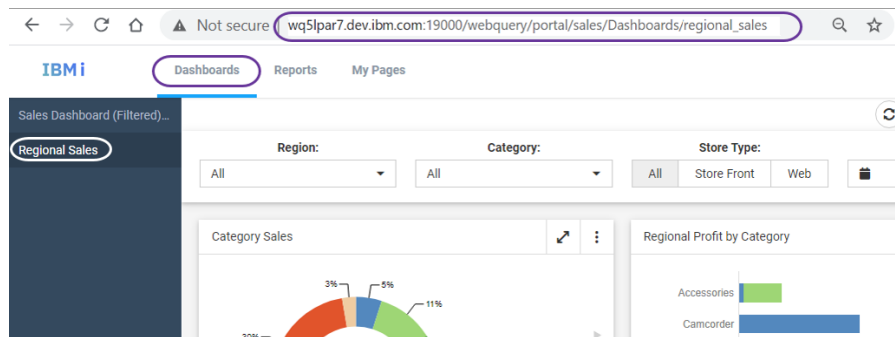 Not secure wq5lpar7.dev.ibm.com:19000/webquery/portal/sales/Dashboards/regional_sales
IBM i Dashboards Reports My Pages
Sales Dashboard (Filtered)...
Regional Sales
Region: Category: Store Type:
All All All Store Front Web
Category Sales Regional Profit by Category
3% 5%
11%
Accessories
Camcorder